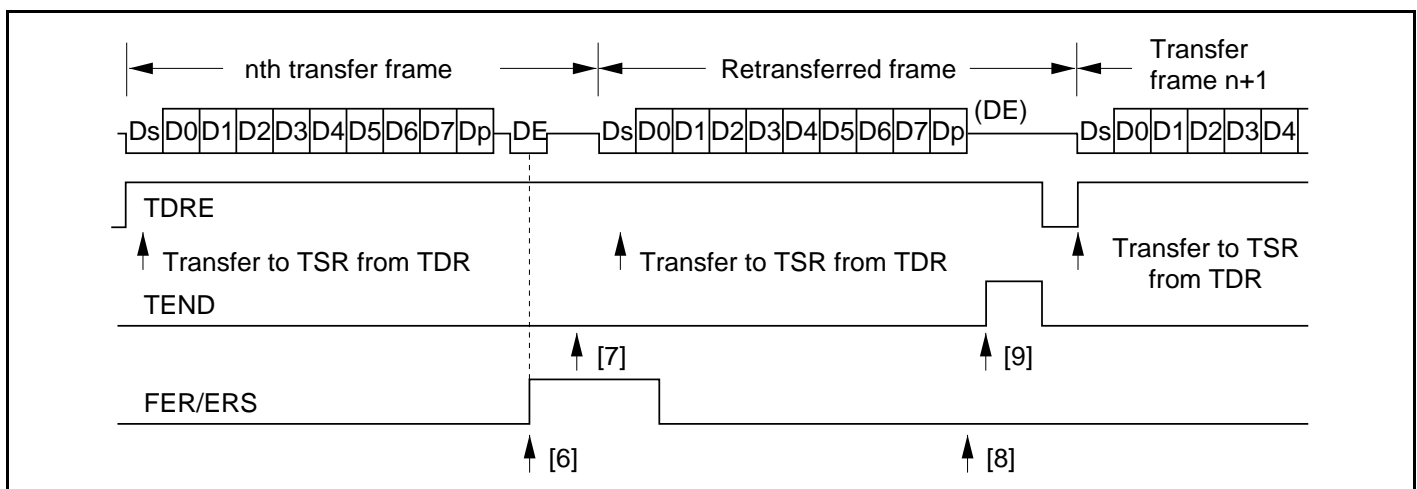 nth transfer frame
Retransferred frame
Transfer
frame n+1
Ds D0 D1 D2 D3 D4 D5 D6 D7 Dp DE Ds D0 D1 D2 D3 D4 D5 D6 D7 Dp (DE) Ds D0 D1 D2 D3 D4
TDRE
Transfer to TSR from TDR
Transfer to TSR from TDR
Transfer to TSR
from TDR
TEND
[7]
[9]
FER/ERS
[6]
[8]